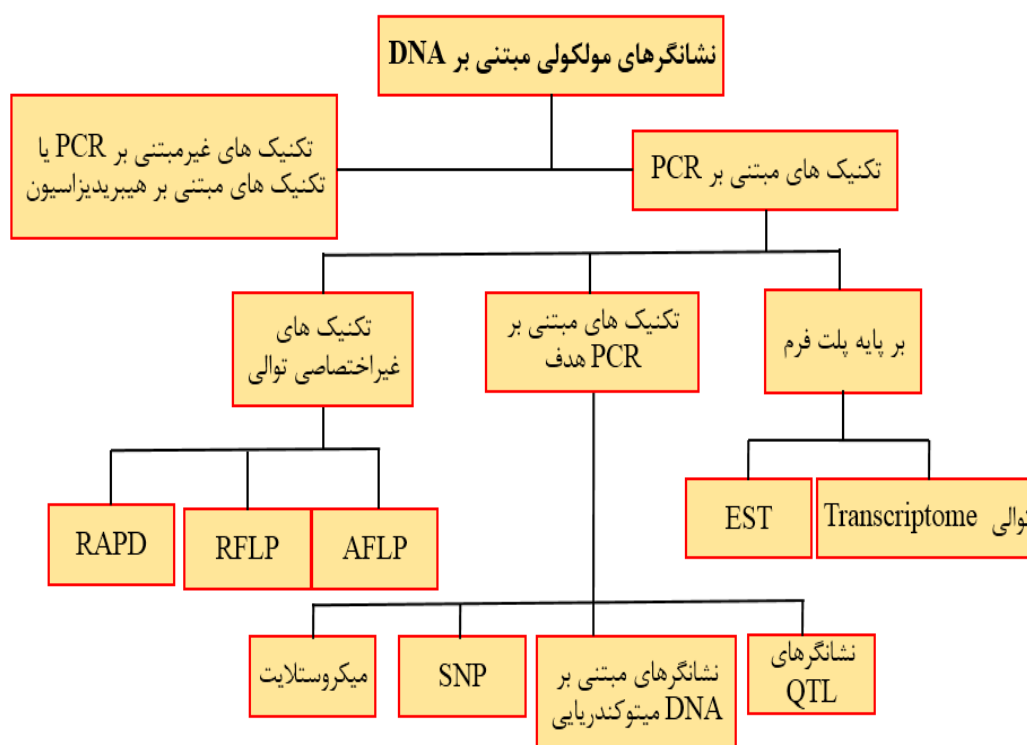 نشانگرهای مولکولی مبتنی بر DNA
تکنیک های غیرمبتنی بر PCR یا
تکنیک های مبتنی بر هیبریدیزاسیون
تکنیک های مبتنی بر PCR
تکنیک های
غیراختصاصی توالی
تکنیک های مبتنی بر
PCR هدف
بر پایه پلت فرم
RAPD
RFLP
AFLP
EST
توالی Transcriptome
میکروستلایت
SNP
نشانگرهای مبتنی بر
DNA میتوکندریایی
نشانگرهای
QTL